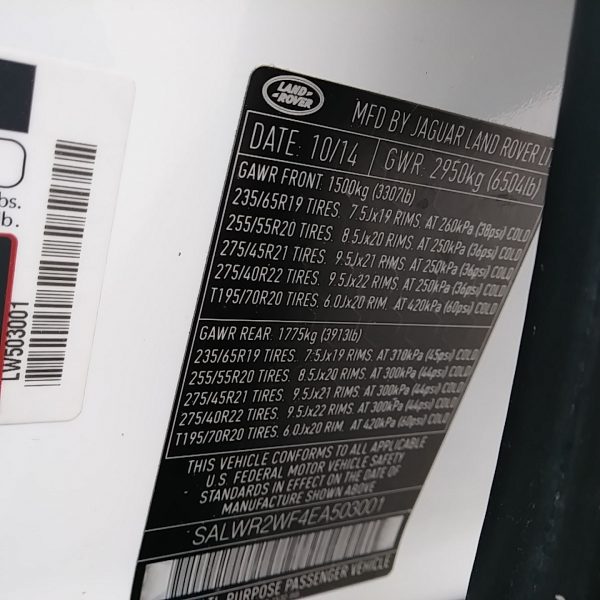 LAND
ROVER
MFD BY JAGUAR LAND ROVER LT
DATE: 10/14
GWR: 2950kg (6504lb)
GAWR FRONT: 1500kg (3307lb)
235/65R19 TIRES. 7.5Jx19 RIMS. AT 260kPa (38psi) COLD
255/55R20 TIRES. 8.5Jx20 RIMS. AT 250kPa (36psi) COLD
275/45R21 TIRES. 9.5Jx21 RIMS. AT 250kPa (36psi) COLD
275/40R22 TIRES. 9.5Jx22 RIMS. AT 250kPa (36psi) COLD
T195/70R20 TIRES. 6.0Jx20 RIM. AT 420kPa (60psi) COLD
GAWR REAR: 1775kg (3913lb)
235/65R19 TIRES. 7.5Jx19 RIMS. AT 310kPa (45psi) COLD
255/55R20 TIRES. 8.5Jx20 RIMS. AT 300kPa (44psi) COLD
275/45R21 TIRES. 9.5Jx21 RIMS. AT 300kPa (44psi) COLD
275/40R22 TIRES. 9.5Jx22 RIMS. AT 300kPa (44psi) COLD
T195/70R20 TIRES. 6.0Jx20 RIM. AT 420kPa (60psi) COLD
THIS VEHICLE CONFORMS TO ALL APPLICABLE
U.S. FEDERAL MOTOR VEHICLE SAFETY
STANDARDS IN EFFECT ON THE DATE OF
MANUFACTURE SHOWN ABOVE
SALWR2WF4EA503001
PURPOSE PASSENGER VEHICLE
bs.
b.
LW503001